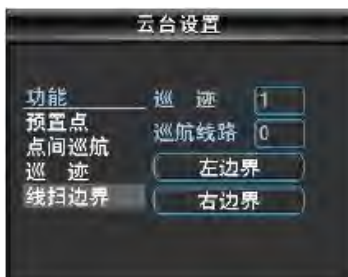 云台设置
功能
预置点
点间巡航
巡 迹
线扫边界
巡 迹 1
巡航线路 0
左边界
右边界